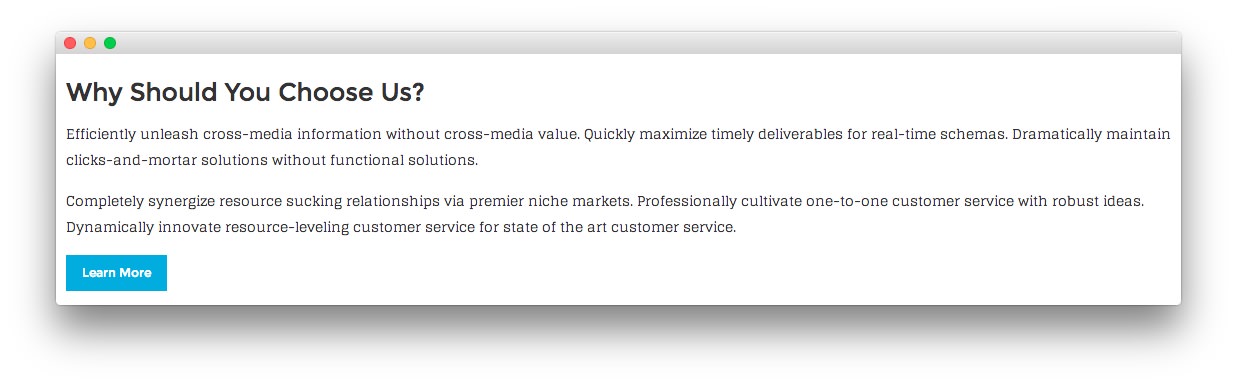 Why Should You Choose Us?
Efficiently unleash cross-media information without cross-media value. Quickly maximize timely deliverables for real-time schemas. Dramatically maintain
clicks-and-mortar solutions without functional solutions.
Completely synergize resource sucking relationships via premier niche markets. Professionally cultivate one-to-one customer service with robust ideas.
Dynamically innovate resource-leveling customer service for state of the art customer service.
Learn More